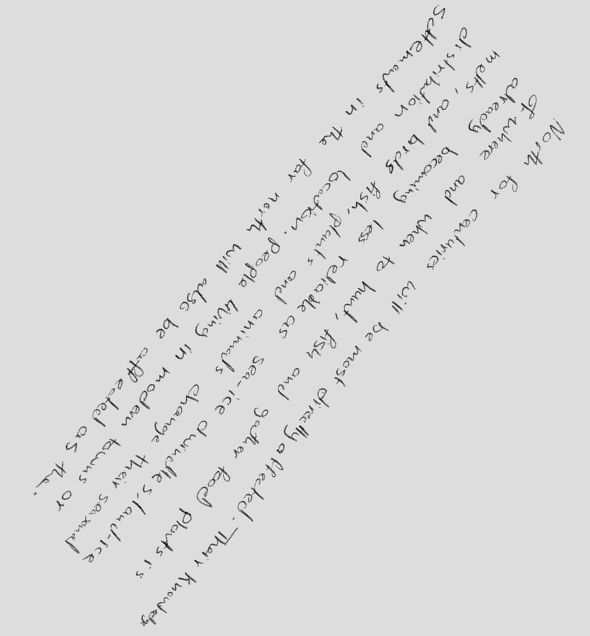 North for centuries will be most directly affected. Their knowledge
of where and when to hunt, fish and gather food plants is
already becoming less reliable as sea-ice dwindles, land-ice
melts, and birds, fish, plants and animals change their seasonal
distribution and location. People living in modern towns or
settlements in the far north will also be affected as the.